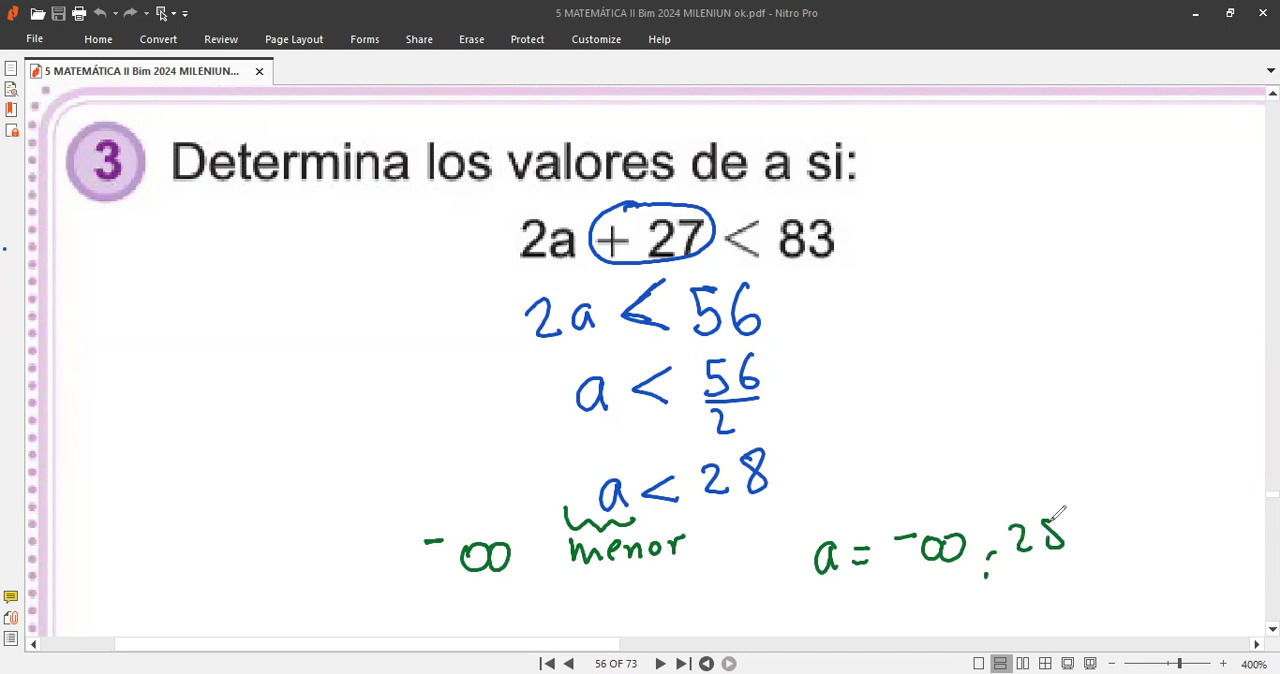 5 MATEMÁTICA II Bim 2024 MILENIUN ok.pdf - Nitro Pro
File Home Convert Review Page Layout Forms Share Erase Protect Customize Help
5 MATEMÁTICA II Bim 2024 MILENIUN...
3 Determina los valores de a si:
2a + 27 < 83
2a < 56
a < 56/2
a < 28
-∞ menor a = -∞ ; 28
56 OF 73 400%